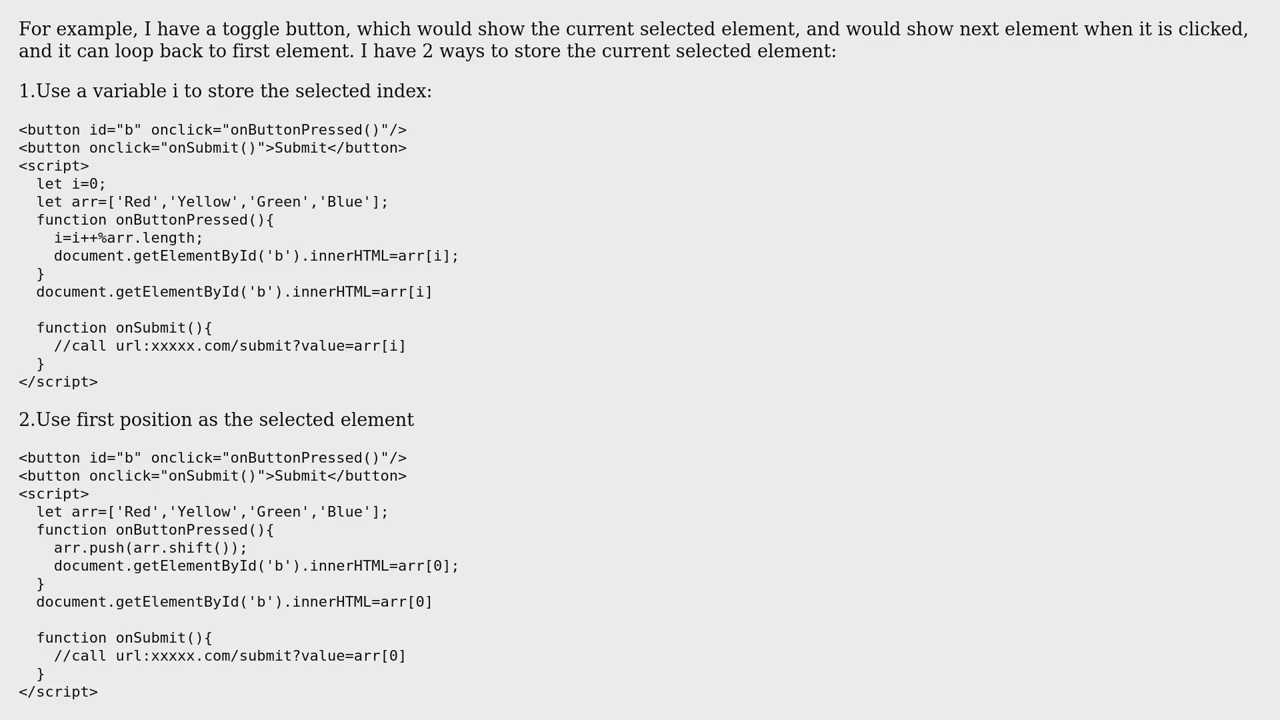 For example, I have a toggle button, which would show the current selected element, and would show next element when it is clicked,
and it can loop back to first element. I have 2 ways to store the current selected element:
1.Use a variable i to store the selected index:
<button id="b" onclick="onButtonPressed()"/>
<button onclick="onSubmit()">Submit</button>
<script>
  let i=0;
  let arr=['Red','Yellow','Green','Blue'];
  function onButtonPressed(){
    i=i++%arr.length;
    document.getElementById('b').innerHTML=arr[i];
  }
  document.getElementById('b').innerHTML=arr[i]

  function onSubmit(){
    //call url:xxxxx.com/submit?value=arr[i]
  }
</script>
2.Use first position as the selected element
<button id="b" onclick="onButtonPressed()"/>
<button onclick="onSubmit()">Submit</button>
<script>
  let arr=['Red','Yellow','Green','Blue'];
  function onButtonPressed(){
    arr.push(arr.shift());
    document.getElementById('b').innerHTML=arr[0];
  }
  document.getElementById('b').innerHTML=arr[0]

  function onSubmit(){
    //call url:xxxxx.com/submit?value=arr[0]
  }
</script>